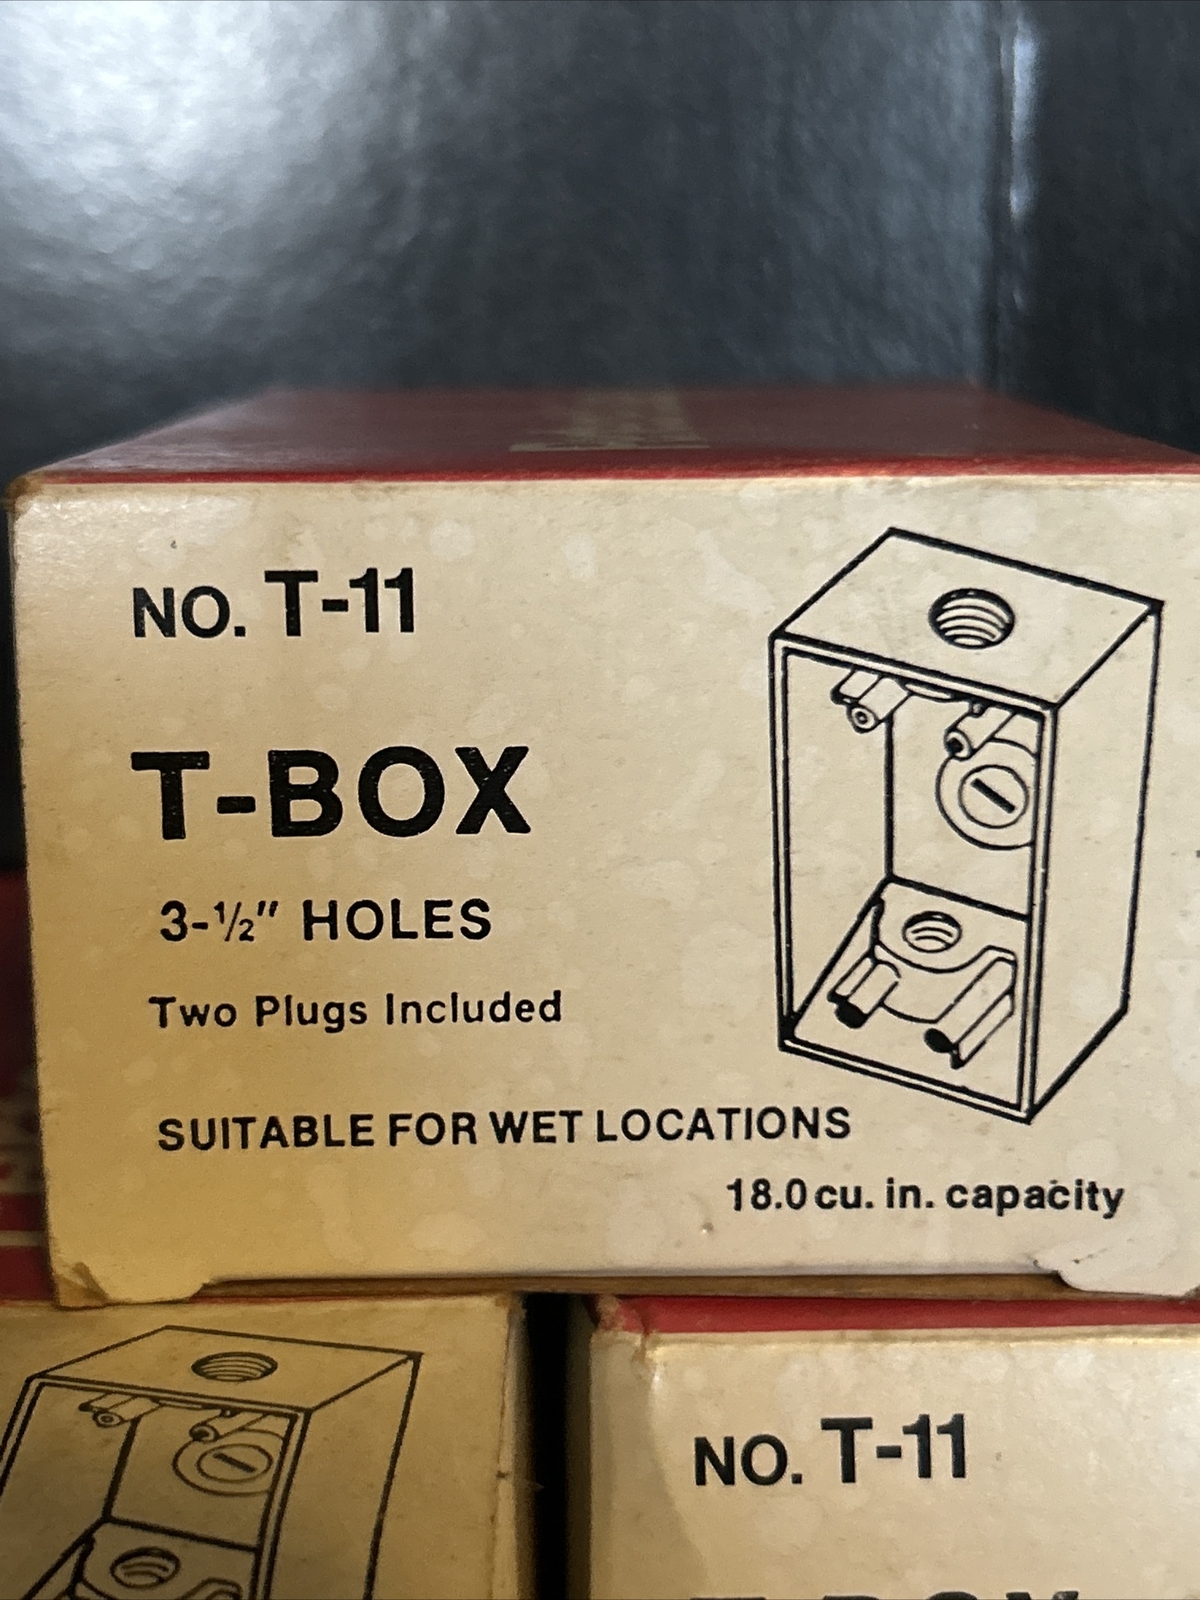 NO. T-11
T-BOX
3-½" HOLES
Two Plugs Included
SUITABLE FOR WET LOCATIONS
18.0 cu. in. capacity
NO. T-11
T-BOX